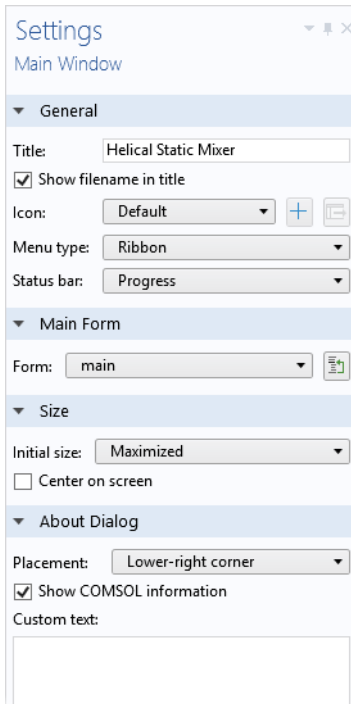 Settings
Main Window
General
Title: Helical Static Mixer
Show filename in title
Icon: Default
Menu type: Ribbon
Status bar: Progress
Main Form
Form: main
Size
Initial size: Maximized
Center on screen
About Dialog
Placement: Lower-right corner
Show COMSOL information
Custom text: